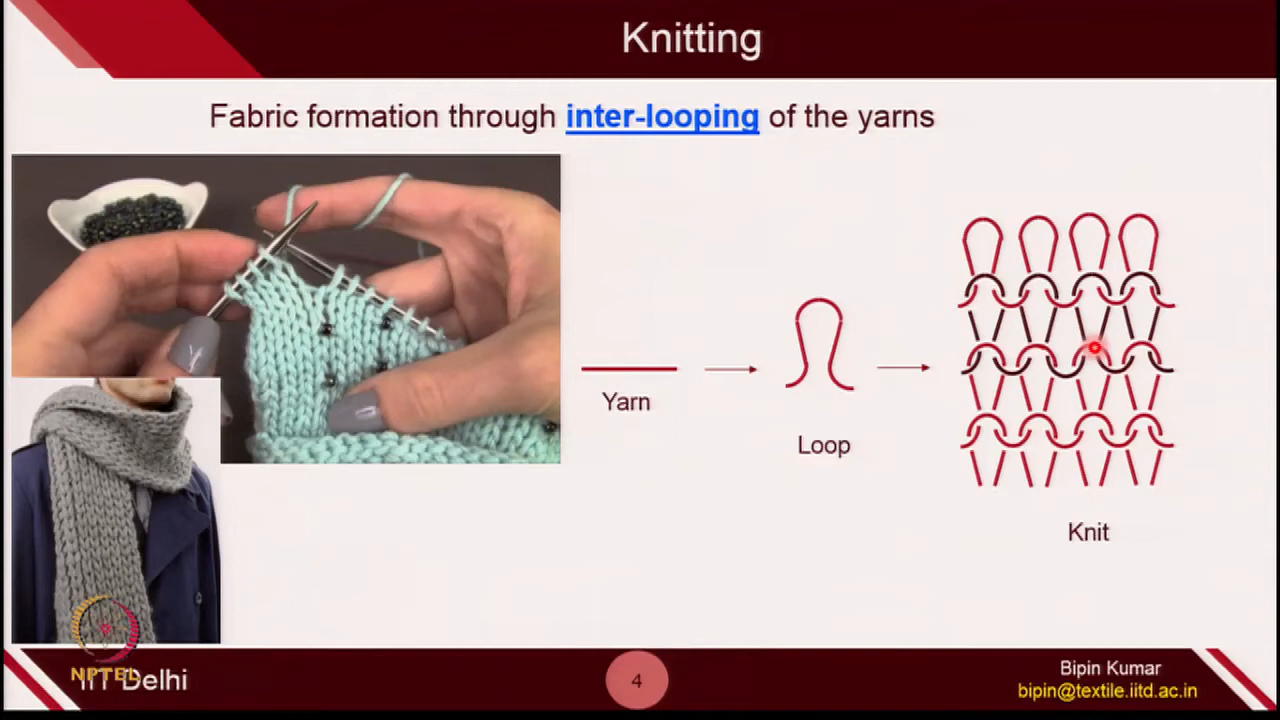 Knitting
Fabric formation through inter-looping of the yarns
Yarn
Loop
Knit
NPTEL
IIT Delhi
4
Bipin Kumar
bipin@textile.iitd.ac.in